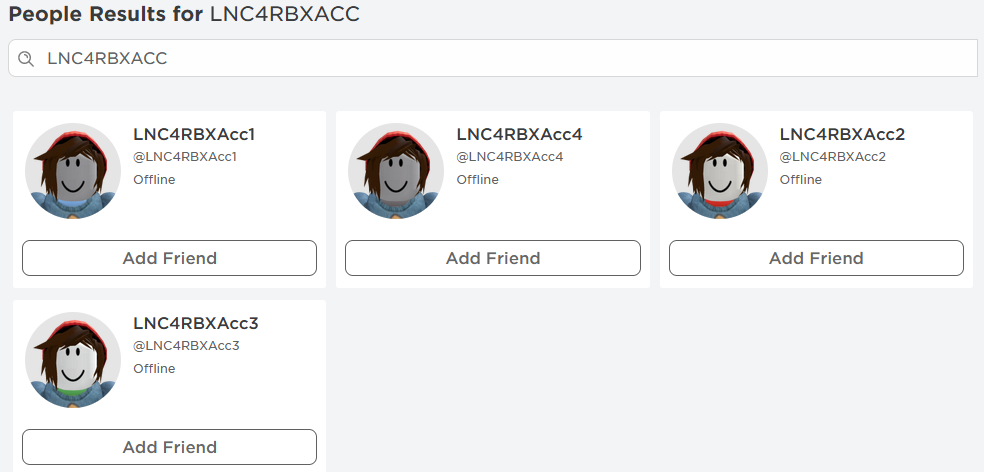 People Results for LNC4RBXACC
LNC4RBXACC
LNC4RBXAcc1
@LNC4RBXAcc1
Offline
Add Friend
LNC4RBXAcc4
@LNC4RBXAcc4
Offline
Add Friend
LNC4RBXAcc2
@LNC4RBXAcc2
Offline
Add Friend
LNC4RBXAcc3
@LNC4RBXAcc3
Offline
Add Friend